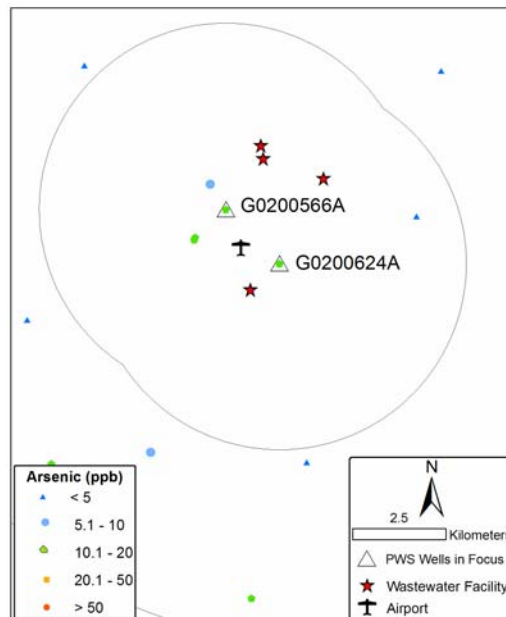 G0200566A
G0200624A
Arsenic (ppb)
< 5
5.1 - 10
10.1 - 20
20.1 - 50
> 50
N
2.5
Kilometers
PWS Wells in Focus
Wastewater Facility
Airport